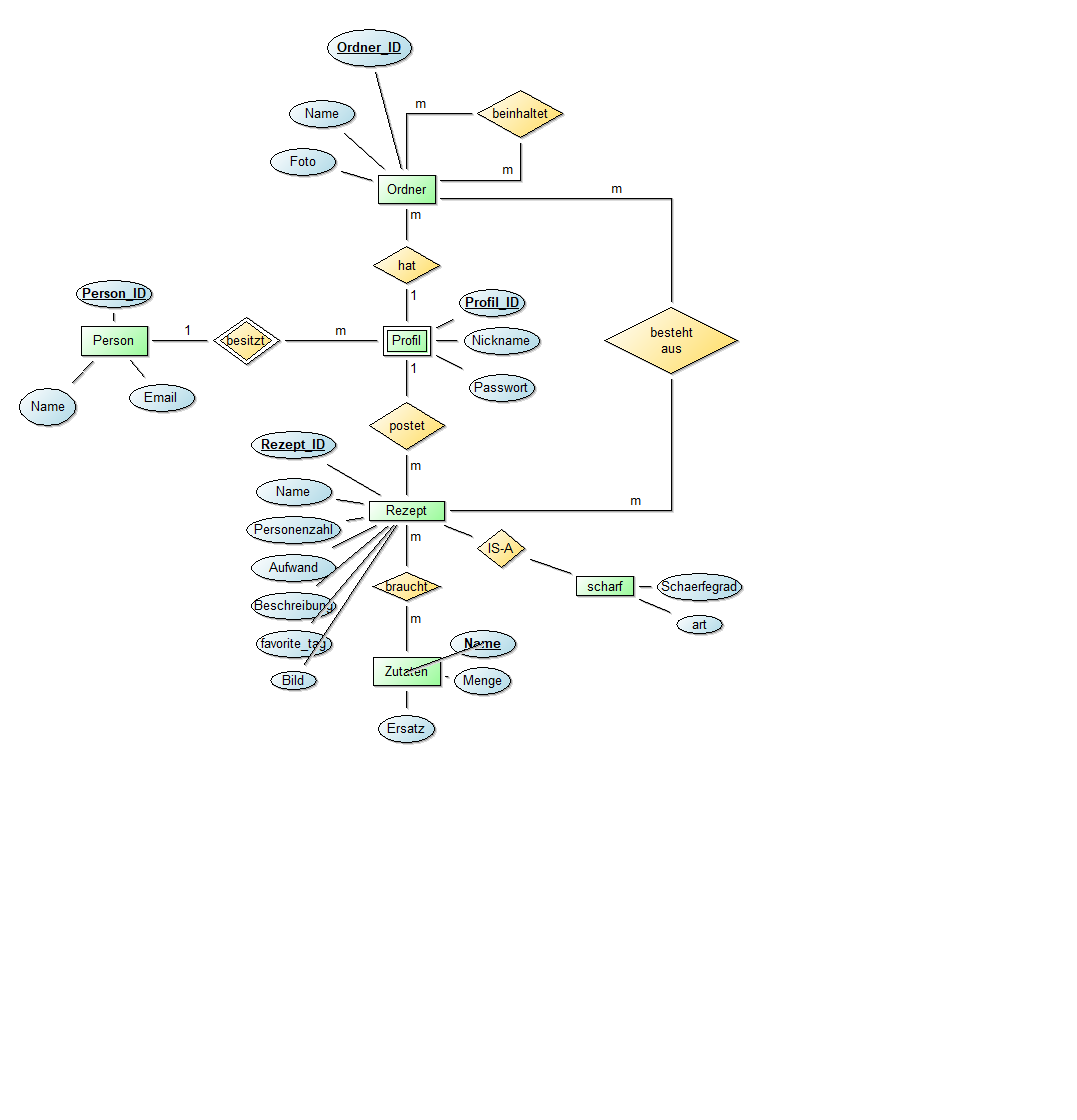 Ordner_ID
m
Name
beinhaltet
Foto
m
Ordner
m
m
hat
1
Person_ID
Profil_ID
Person
1
besitzt
m
Profil
Nickname
besteht
aus
1
Passwort
Name
Email
postet
Rezept_ID
m
Name
m
Rezept
Personenzahl
m
IS-A
Aufwand
braucht
scharf
Schaerfegrad
Beschreibung
m
art
favorite_tag
Name
Zutaten
Bild
Menge
Ersatz